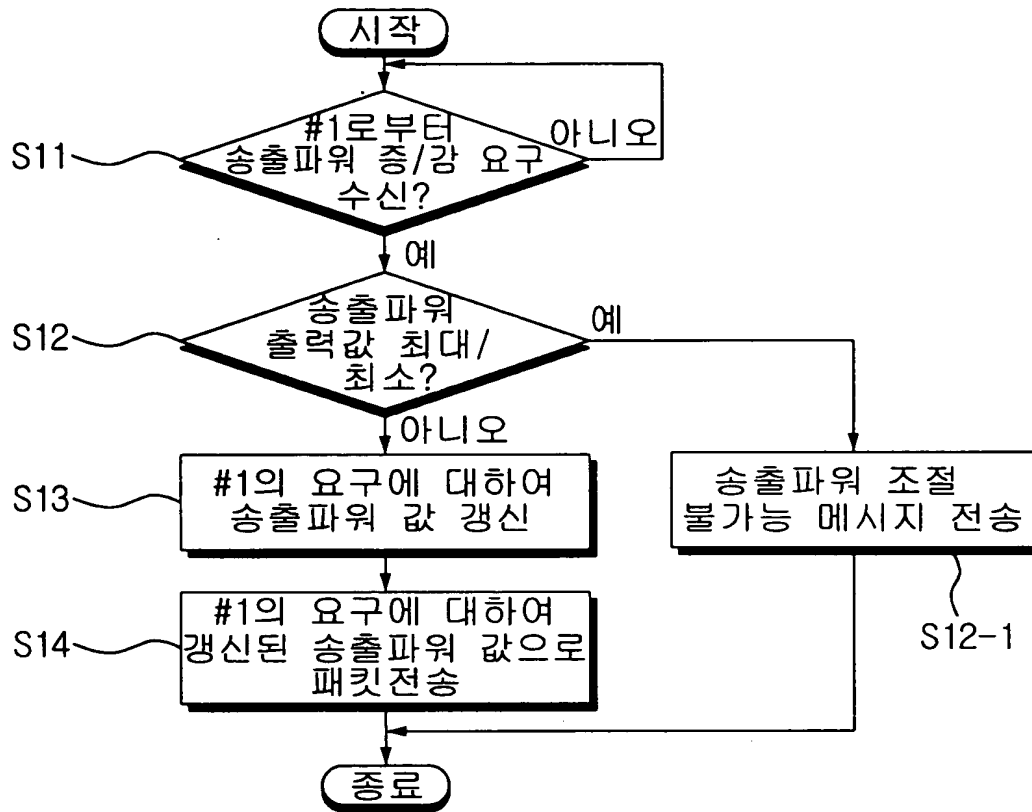 시작
#1로부터
송출파워 증/감 요구
수신?
아니오
S11
예
송출파워
출력값 최대/
최소?
예
S12
아니오
#1의 요구에 대하여
송출파워 값 갱신
S13
송출파워 조절
불가능 메시지 전송
S12-1
#1의 요구에 대하여
갱신된 송출파워 값으로
패킷전송
S14
종료